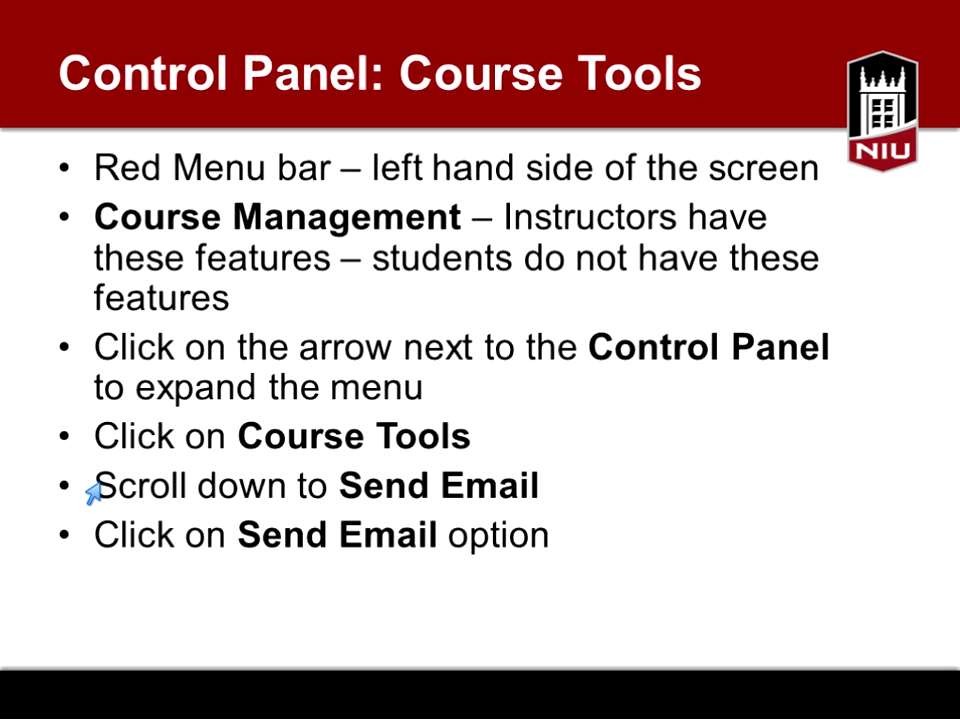 Control Panel: Course Tools
NIU
• Red Menu bar – left hand side of the screen
• Course Management – Instructors have
these features – students do not have these
features
• Click on the arrow next to the Control Panel
to expand the menu
• Click on Course Tools
• Scroll down to Send Email
• Click on Send Email option